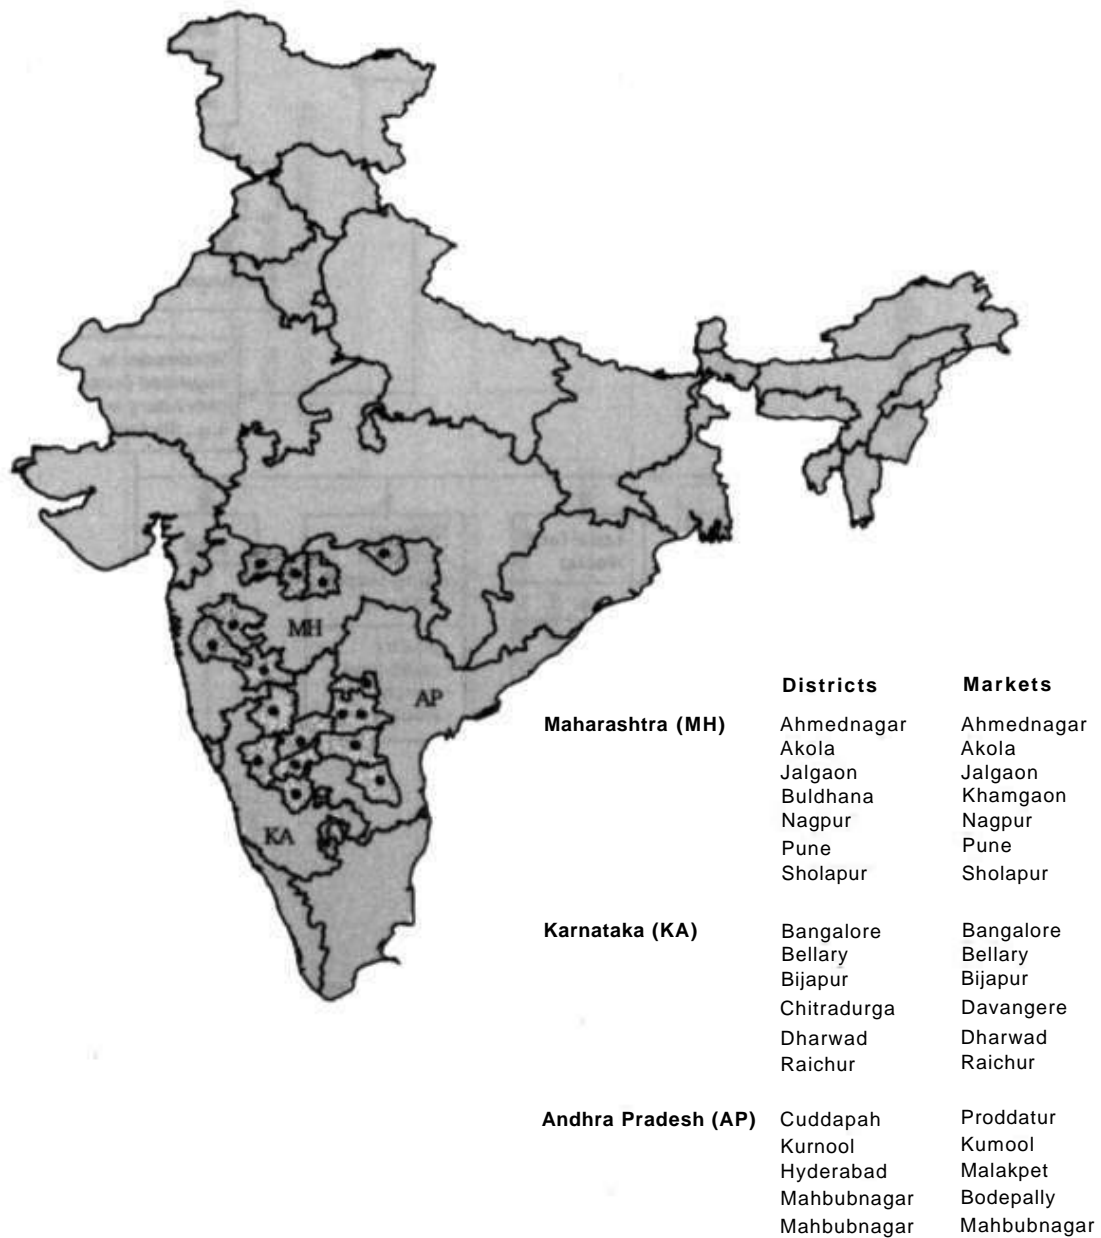 MH
AP
KA
Districts Markets
Maharashtra (MH) Ahmednagar Ahmednagar
Akola Akola
Jalgaon Jalgaon
Buldhana Khamgaon
Nagpur Nagpur
Pune Pune
Sholapur Sholapur
Karnataka (KA) Bangalore Bangalore
Bellary Bellary
Bijapur Bijapur
Chitradurga Davangere
Dharwad Dharwad
Raichur Raichur
Andhra Pradesh (AP) Cuddapah Proddatur
Kurnool Kumool
Hyderabad Malakpet
Mahbubnagar Bodepally
Mahbubnagar Mahbubnagar